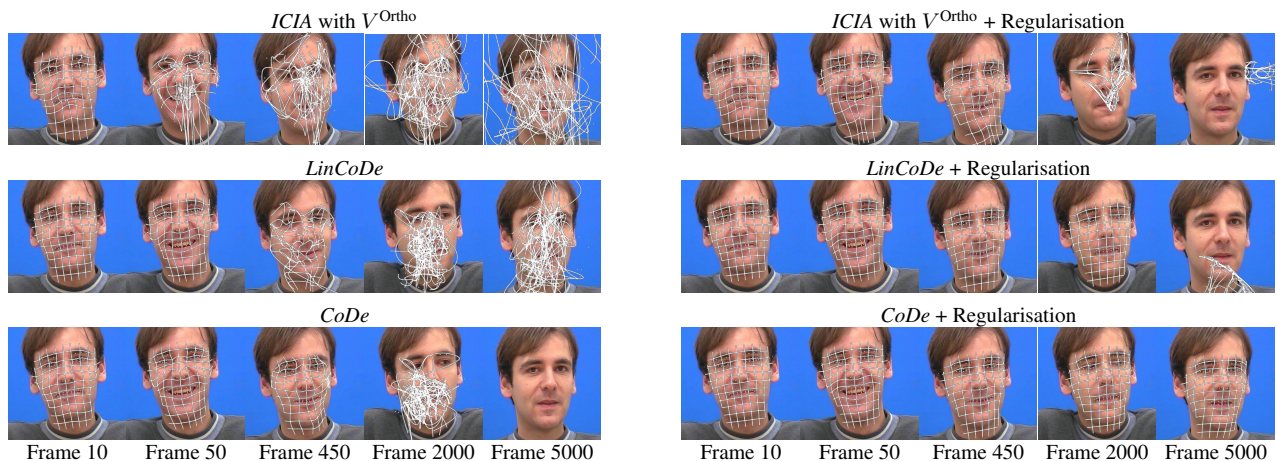 ICIA with V^Ortho
LinCoDe
CoDe
Frame 10 Frame 50 Frame 450 Frame 2000 Frame 5000
ICIA with V^Ortho + Regularisation
LinCoDe + Regularisation
CoDe + Regularisation
Frame 10 Frame 50 Frame 450 Frame 2000 Frame 5000